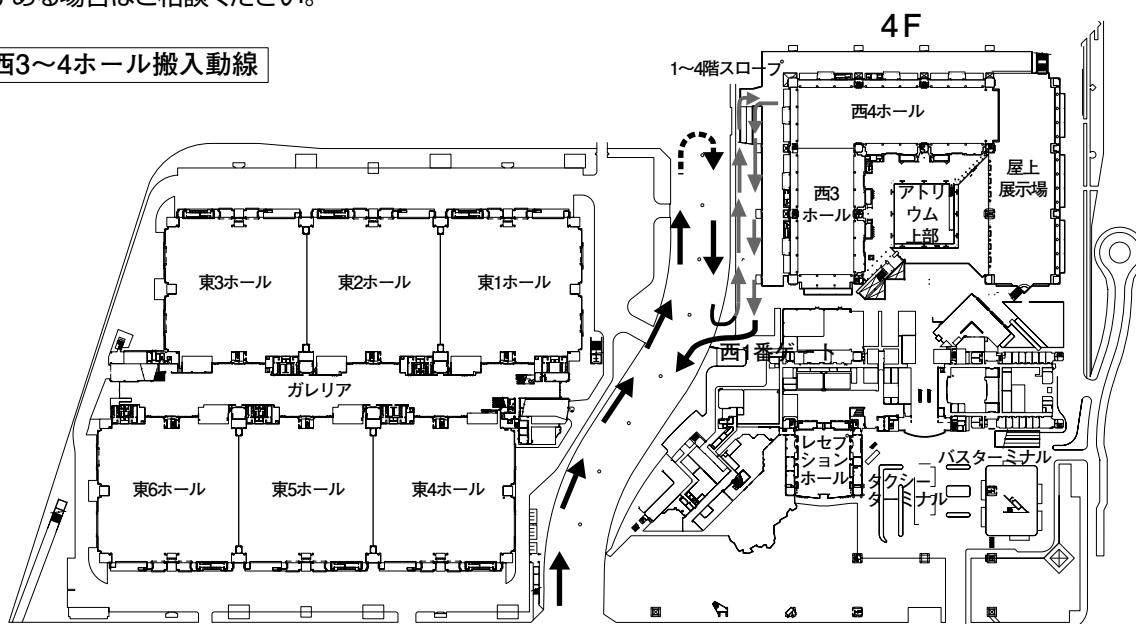 ある場合はご相談ください。
西3～4ホール搬入動線
4F
1～4階スロープ
西4ホール
西3
ホール
アトリ
ウム
上部
屋上
展示場
東3ホール
東2ホール
東1ホール
西1番ゲート
ガレリア
レセプ
ション
ホール
バスターミナル
タクシー
ターミナル
東6ホール
東5ホール
東4ホール